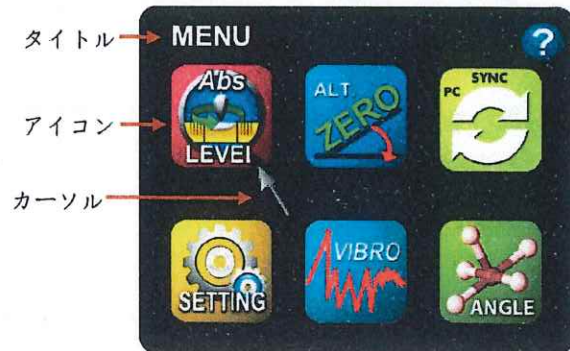 タイトル
MENU
?
アイコン
Abs
LEVEL
ALT.
ZERO
PC
SYNC
カーソル
SETTING
VIBRO
ANGLE